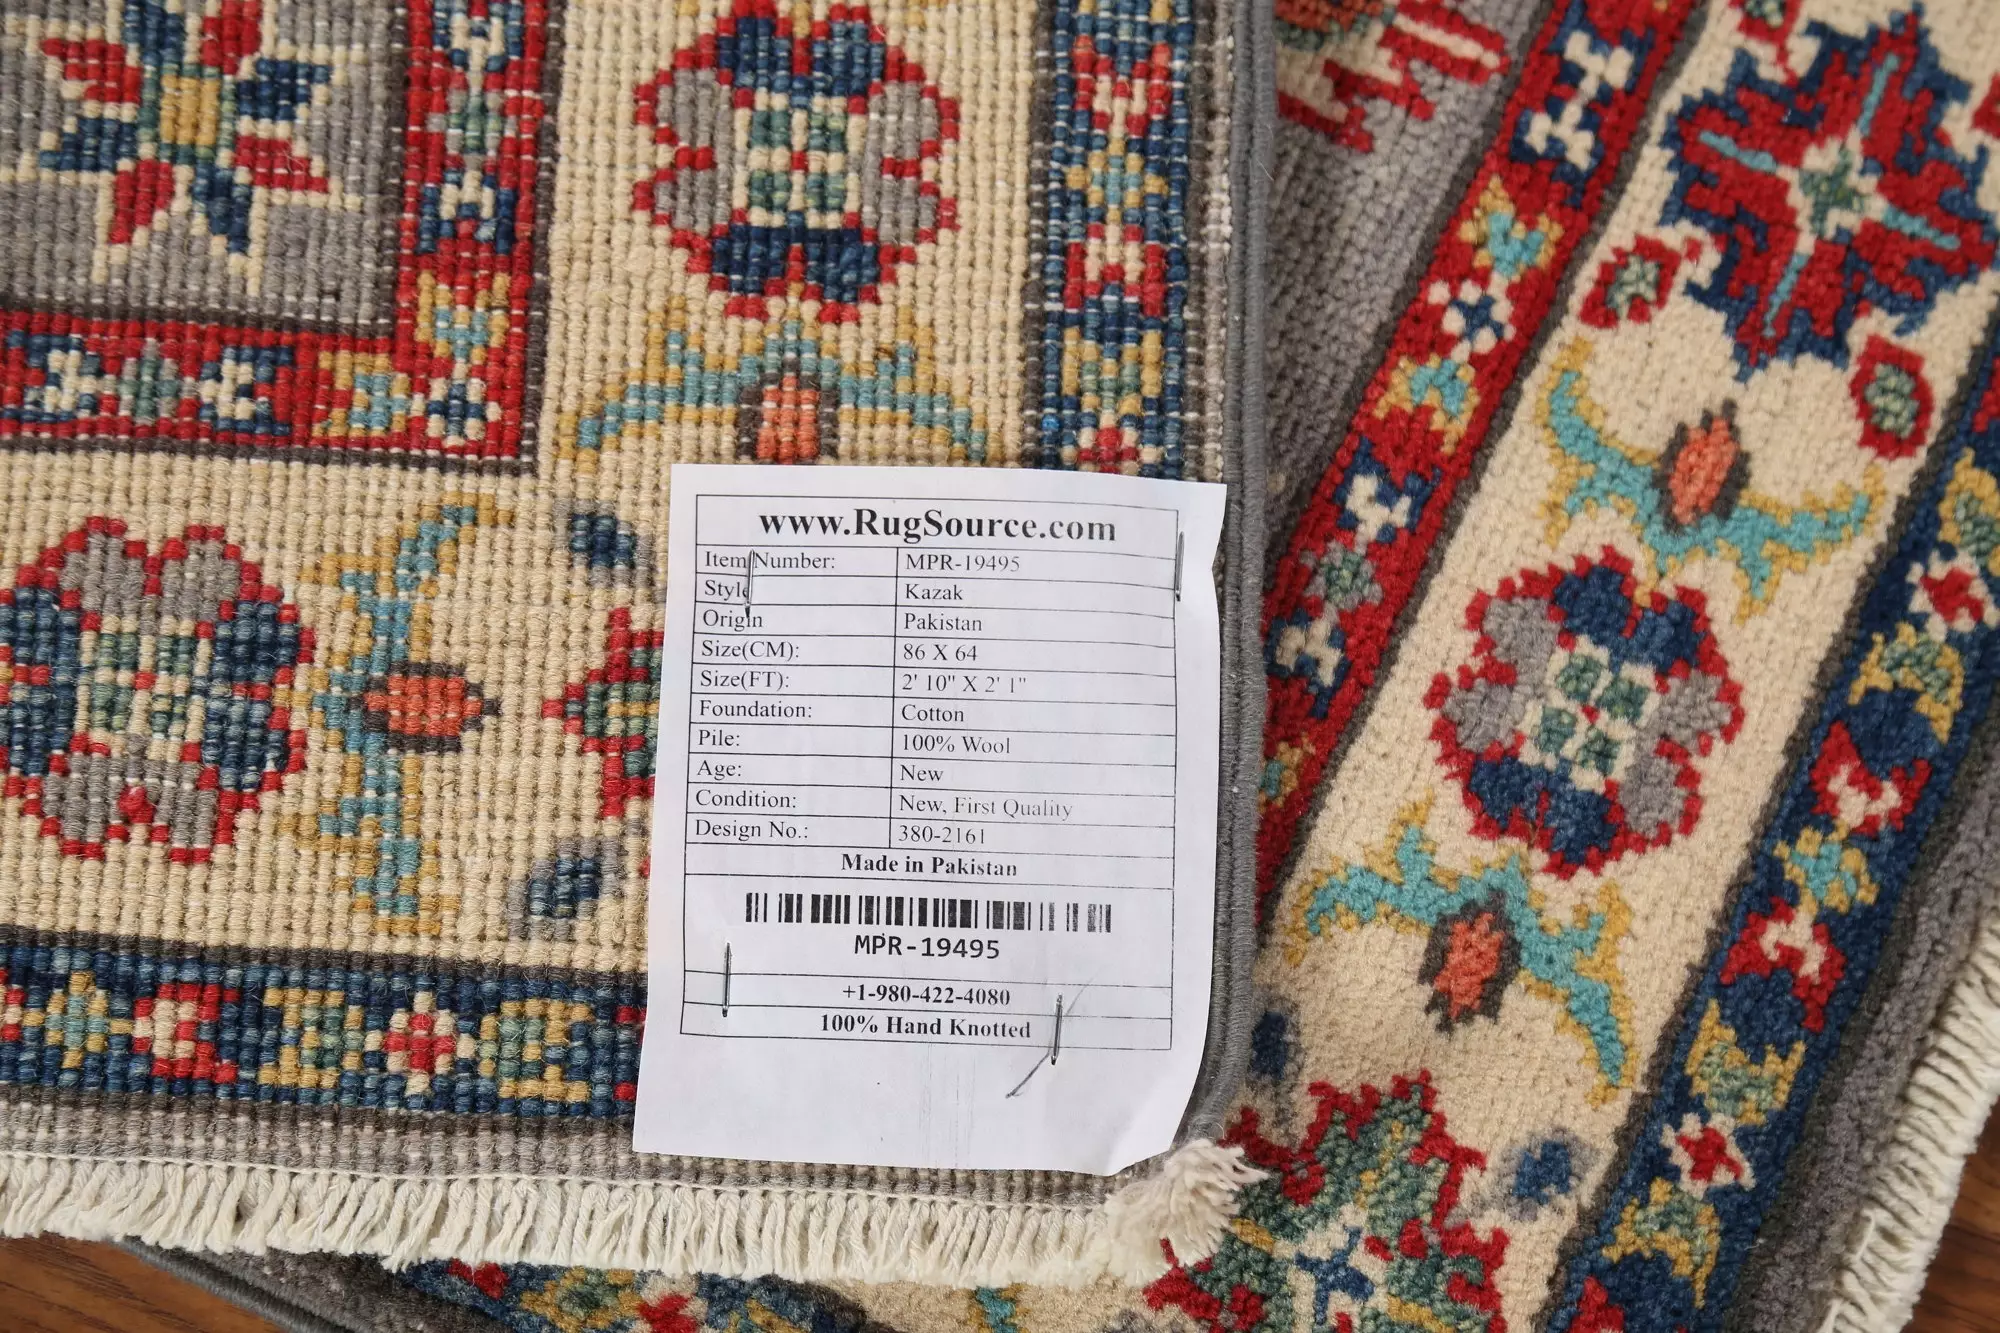 www.RugSource.com
Item Number: MPR-19495
Style Kazak
Origin Pakistan
Size(CM): 86 X 64
Size(FT): 2' 10" X 2' 1"
Foundation: Cotton
Pile: 100% Wool
Age: New
Condition: New, First Quality
Design No.: 380-2161
Made in Pakistan
MPR-19495
+1-980-422-4080
100% Hand Knotted